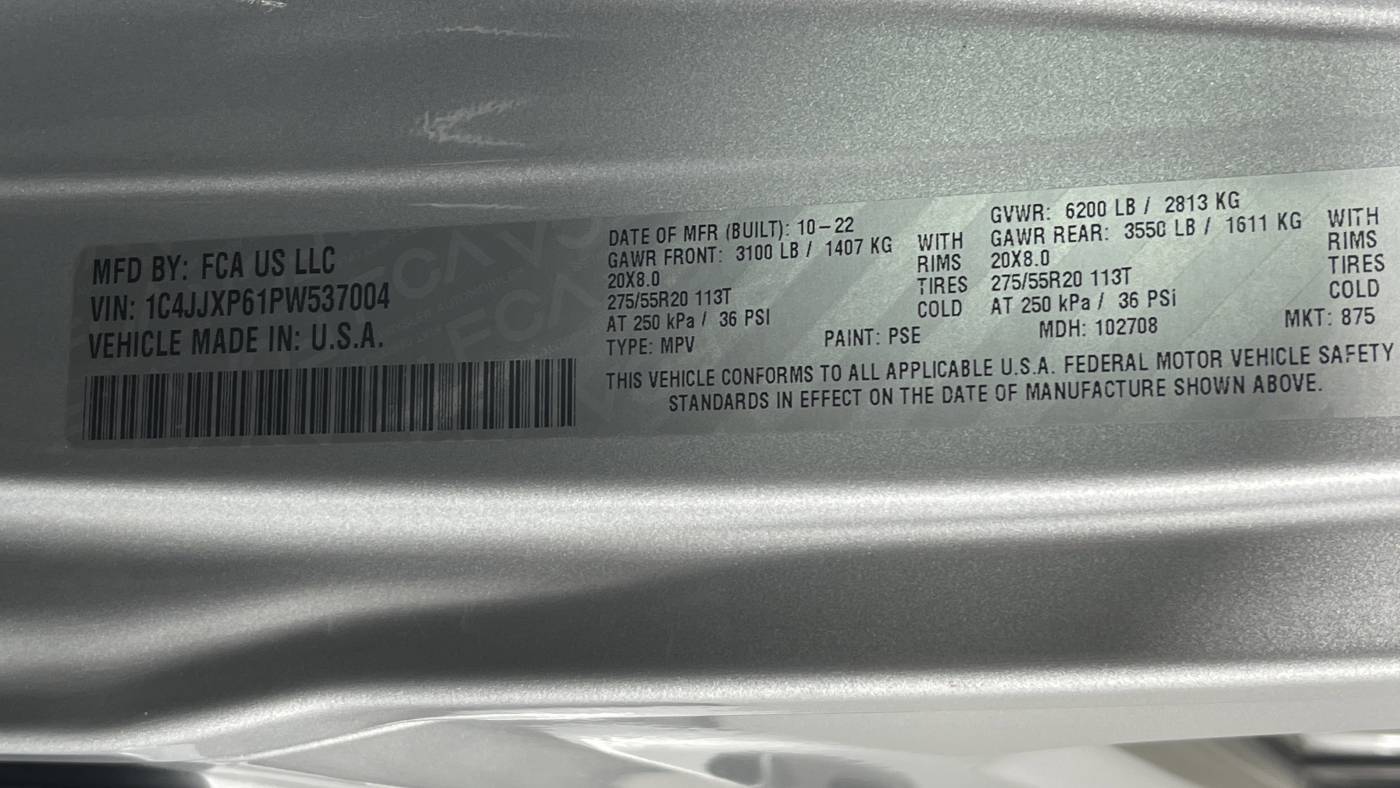 MFD BY: FCA US LLC
VIN: 1C4JJXP61PW537004
VEHICLE MADE IN: U.S.A.
DATE OF MFR (BUILT): 10-22 GVWR: 6200 LB / 2813 KG
GAWR FRONT: 3100 LB / 1407 KG WITH GAWR REAR: 3550 LB / 1611 KG WITH
20X8.0 RIMS 20X8.0 RIMS
275/55R20 113T TIRES 275/55R20 113T TIRES
AT 250 kPa / 36 PSI COLD AT 250 kPa / 36 PSi COLD
TYPE: MPV PAINT: PSE MDH: 102708 MKT: 875
THIS VEHICLE CONFORMS TO ALL APPLICABLE U.S.A. FEDERAL MOTOR VEHICLE SAFETY
STANDARDS IN EFFECT ON THE DATE OF MANUFACTURE SHOWN ABOVE.